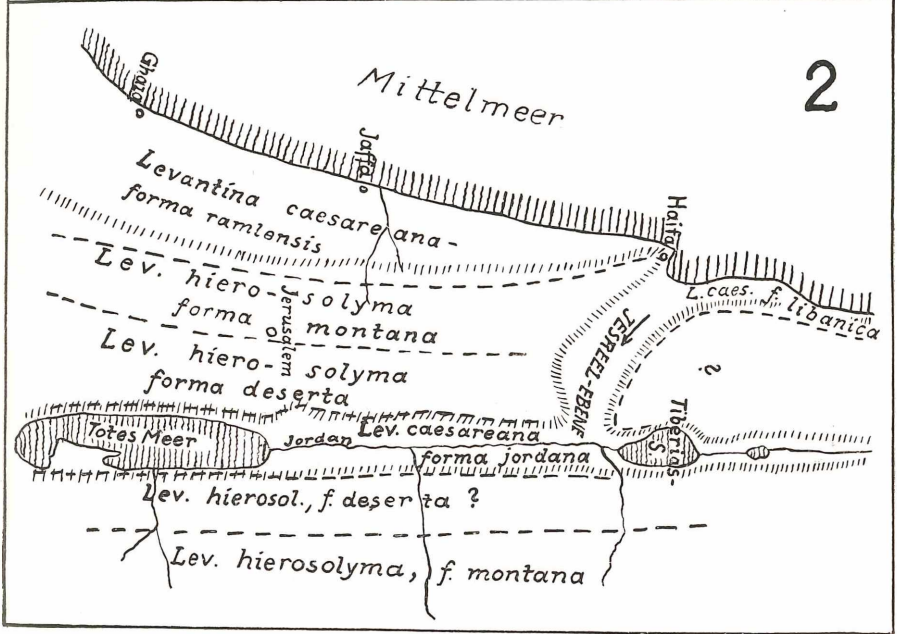 2
Mittelmeer
Ghaza
Jaffa
Haifa
Levantina caesareana-
forma ramlensis
L. caes. f. libanica
Lev. hiero-solyma
forma montana
Jerusalem
JESREEL-EBENE
?
Lev. hiero-solyma
forma deserta
Totes Meer
Jordan
Lev. caesareana
forma jordana
Tiberias-
S.
Lev. hierosol., f. deserta ?
Lev. hierosolyma, f. montana